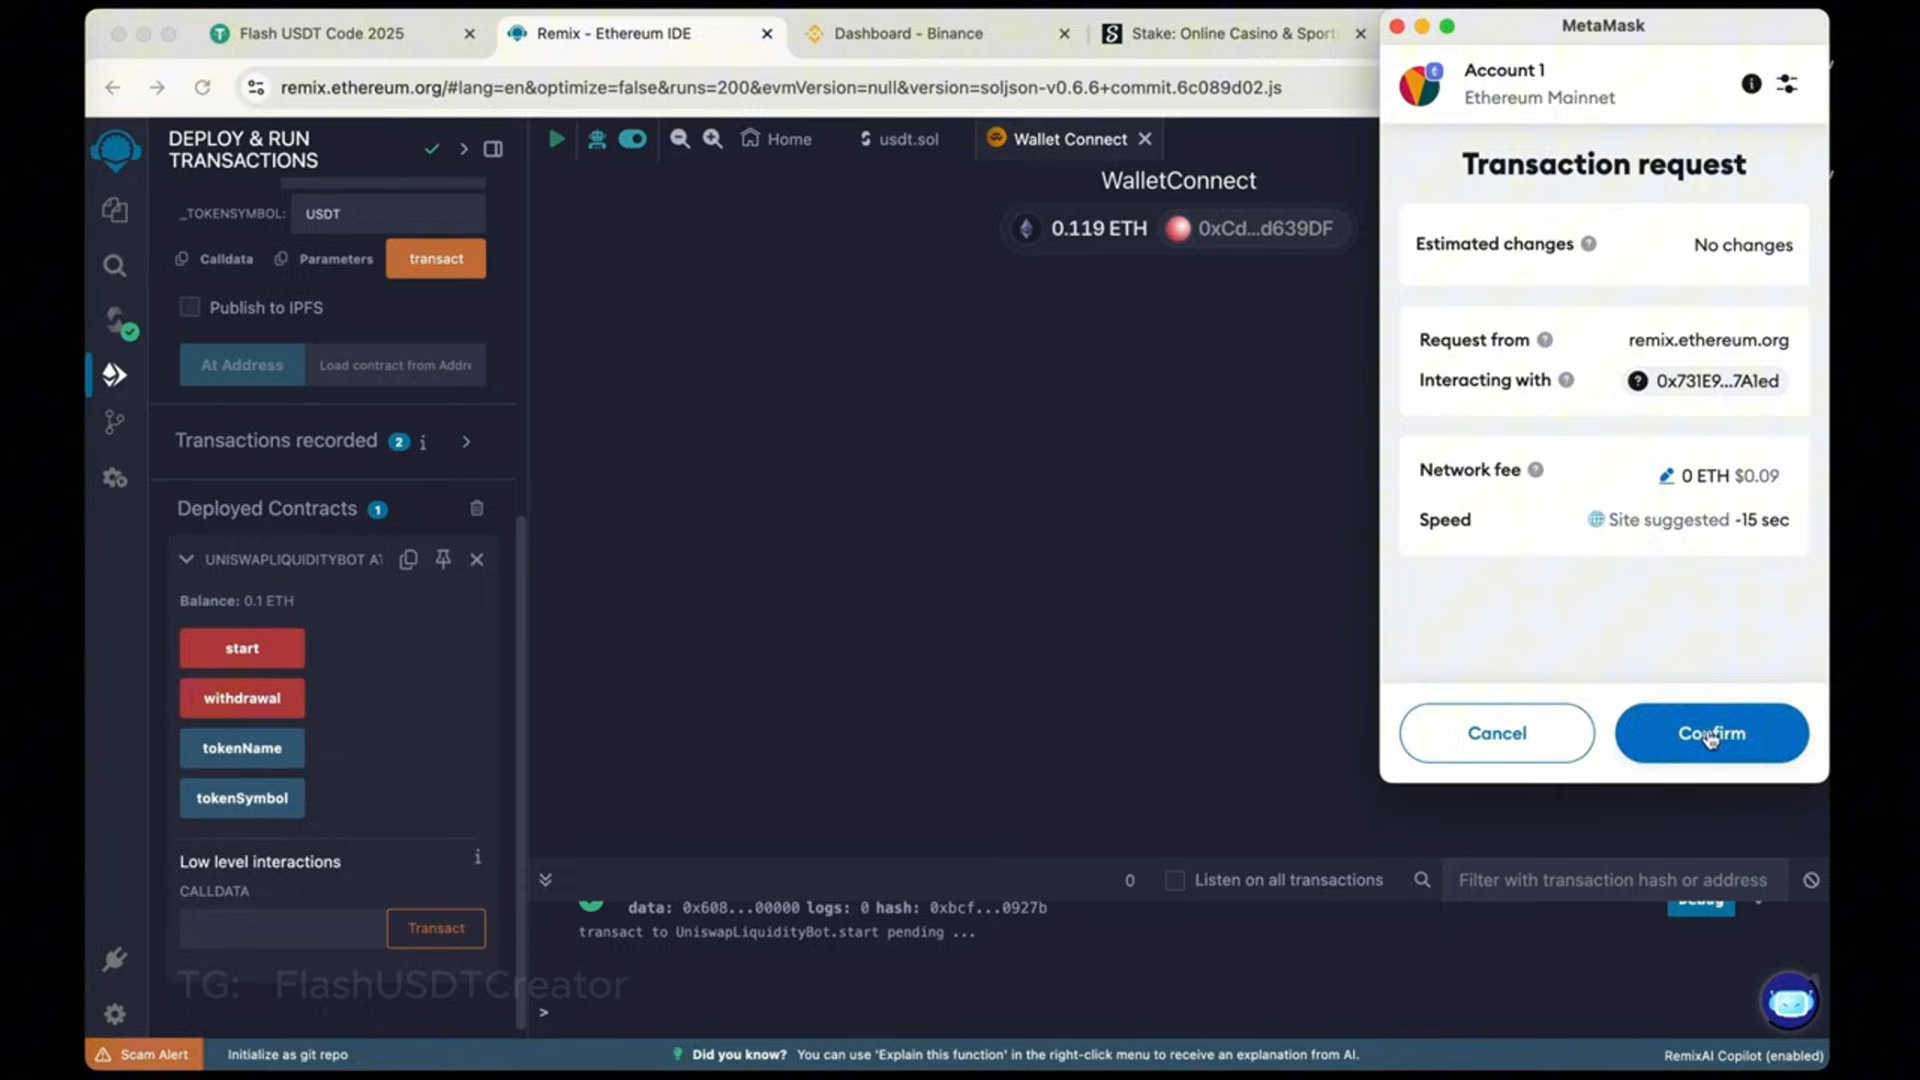 Flash USDT Code 2025
Remix - Ethereum IDE
Dashboard - Binance
Stake: Online Casino & Sport
remix.ethereum.org/#lang=en&optimize=false&runs=200&evmVersion=null&version=soljson-v0.6.6+commit.6c089d02.js
DEPLOY & RUN
TRANSACTIONS
Home
usdt.sol
Wallet Connect
WalletConnect
0.119 ETH
0xCd...d639DF
_TOKENSYMBOL:
USDT
Calldata
Parameters
transact
Publish to IPFS
At Address
Load contract from Addre
Transactions recorded 2 i
Deployed Contracts 1
UNISWAPLIQUIDITYBOT AT
Balance: 0.1 ETH
start
withdrawal
tokenName
tokenSymbol
Low level interactions
i
CALLDATA
Transact
TG: FlashUSDTCreator
0
Listen on all transactions
Filter with transaction hash or address
data: 0x608...00000 logs: 0 hash: 0xbcf...0927b
Debug
transact to UniswapLiquidityBot.start pending ...
>
Scam Alert
Initialize as git repo
Did you know? You can use 'Explain this function' in the right-click menu to receive an explanation from AI.
RemixAI Copilot (enabled)
MetaMask
Account 1
Ethereum Mainnet
Transaction request
Estimated changes ?
No changes
Request from ?
remix.ethereum.org
Interacting with ?
? 0x731E9...7A1ed
Network fee ?
0 ETH $0.09
Speed
Site suggested ~15 sec
Cancel
Confirm